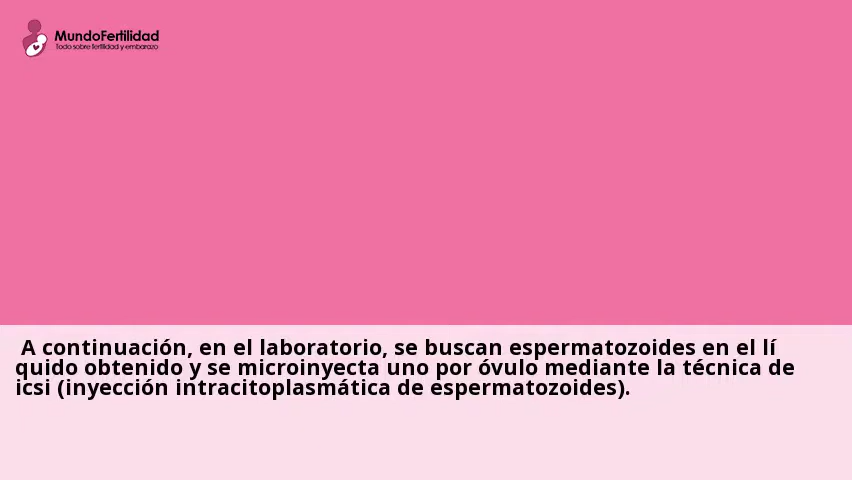 MundoFertilidad
Todo sobre fertilidad y embarazo
A continuación, en el laboratorio, se buscan espermatozoides en el lí
quido obtenido y se microinyecta uno por óvulo mediante la técnica de
icsi (inyección intracitoplasmática de espermatozoides).